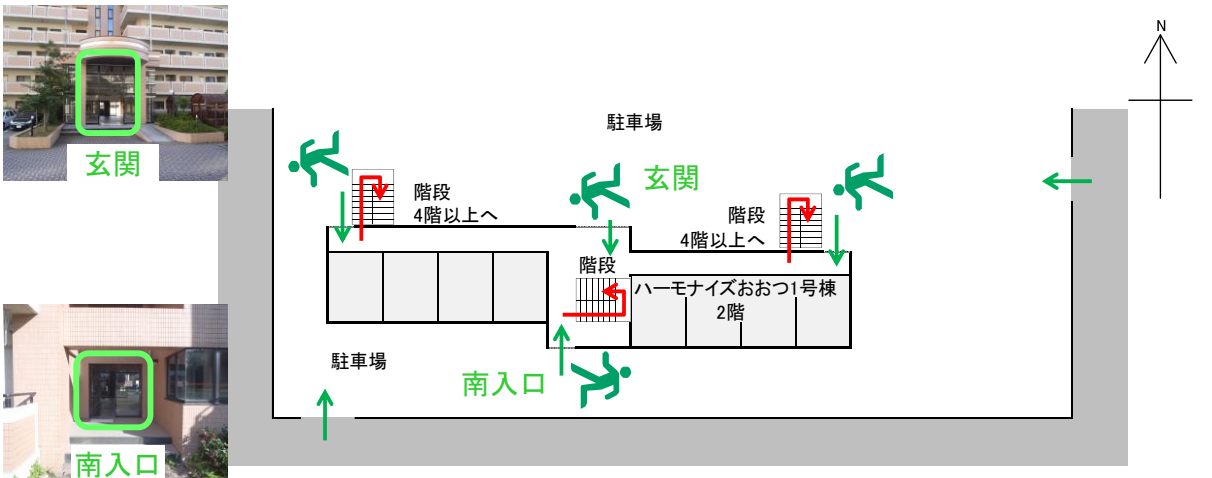 N
駐車場
玄関
玄関
階段
4階以上へ
階段
4階以上へ
階段
ハーモナイズおおつ1号棟
2階
駐車場
南入口
南入口